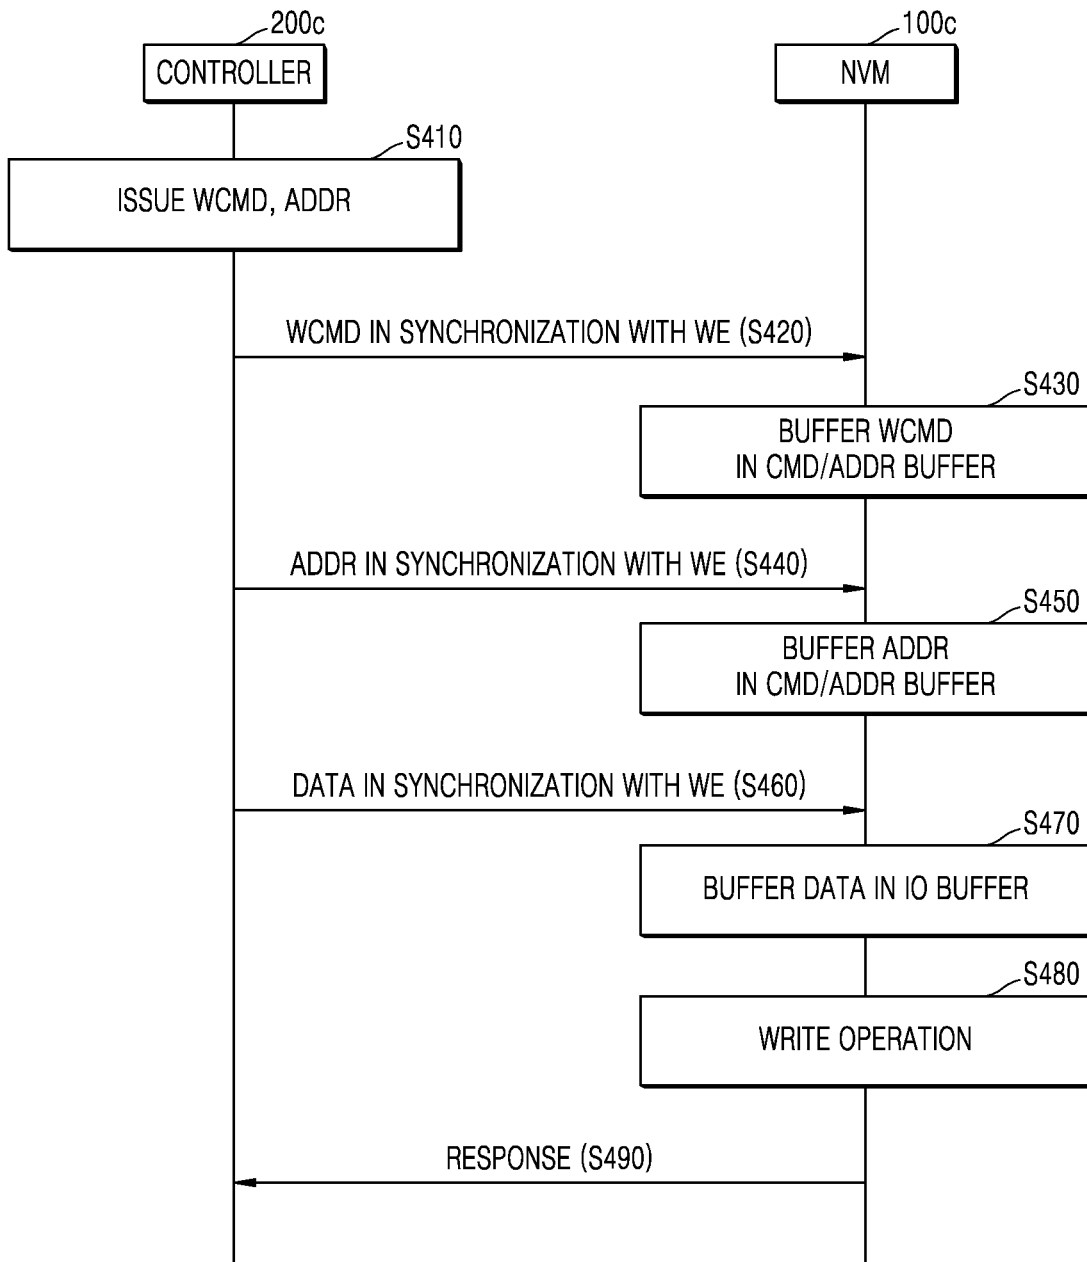 200c
100c
CONTROLLER
NVM
S410
ISSUE WCMD, ADDR
WCMD IN SYNCHRONIZATION WITH WE (S420)
S430
BUFFER WCMD
IN CMD/ADDR BUFFER
ADDR IN SYNCHRONIZATION WITH WE (S440)
S450
BUFFER ADDR
IN CMD/ADDR BUFFER
DATA IN SYNCHRONIZATION WITH WE (S460)
S470
BUFFER DATA IN IO BUFFER
S480
WRITE OPERATION
RESPONSE (S490)